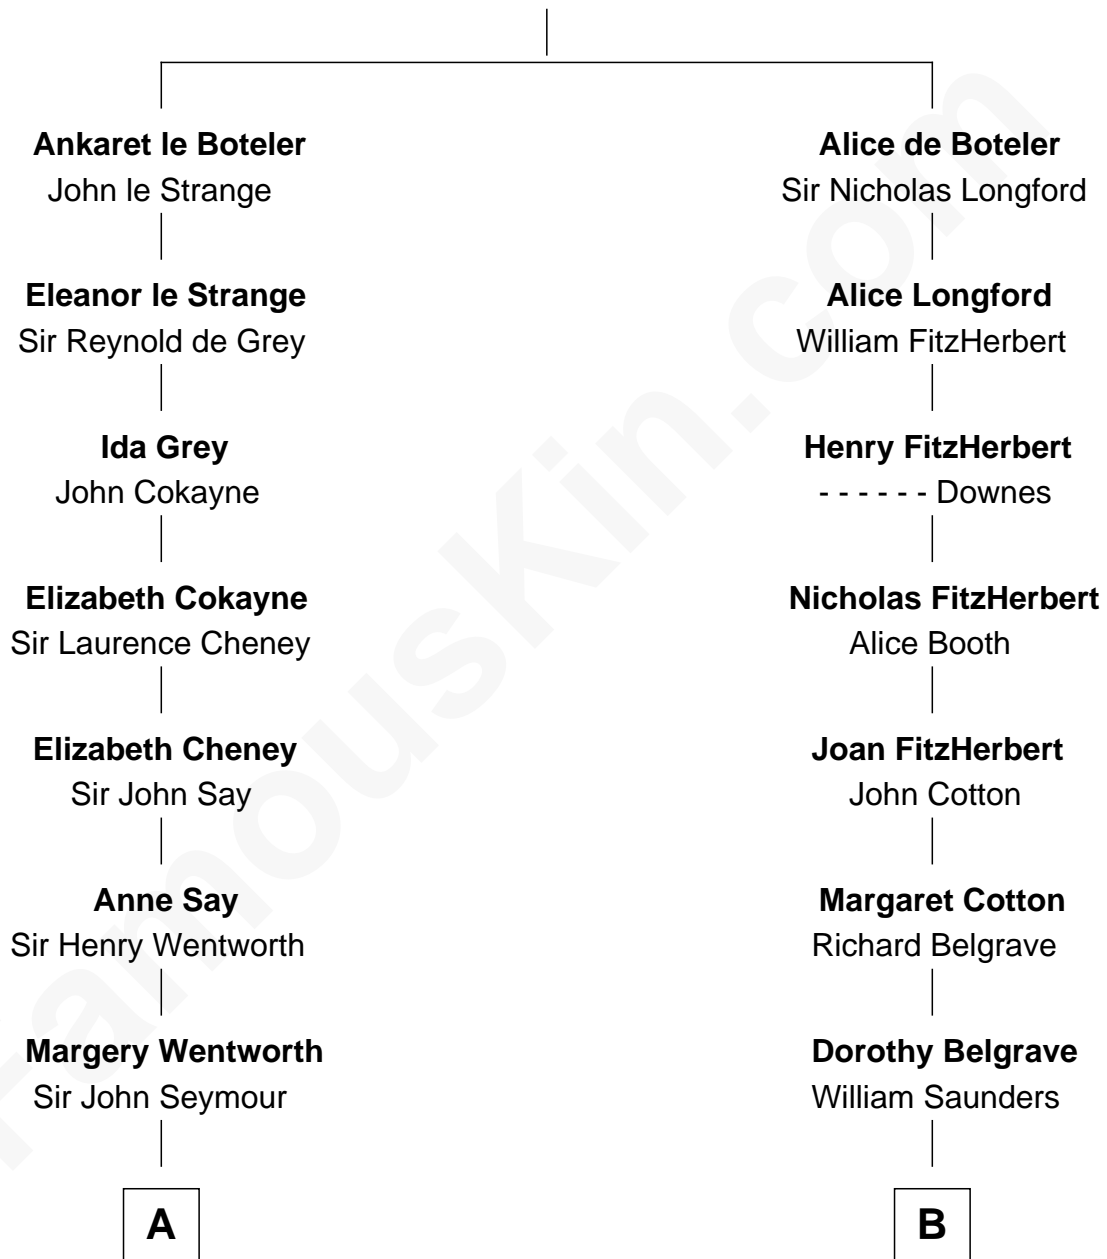 Ankaret le Boteler
John le Strange
Alice de Boteler
Sir Nicholas Longford
Eleanor le Strange
Sir Reynold de Grey
Alice Longford
William FitzHerbert
Ida Grey
John Cokayne
Henry FitzHerbert
- - - - - - Downes
Elizabeth Cokayne
Sir Laurence Cheney
Nicholas FitzHerbert
Alice Booth
Elizabeth Cheney
Sir John Say
Joan FitzHerbert
John Cotton
Anne Say
Sir Henry Wentworth
Margaret Cotton
Richard Belgrave
Margery Wentworth
Sir John Seymour
Dorothy Belgrave
William Saunders
A
B
FamousKin.com